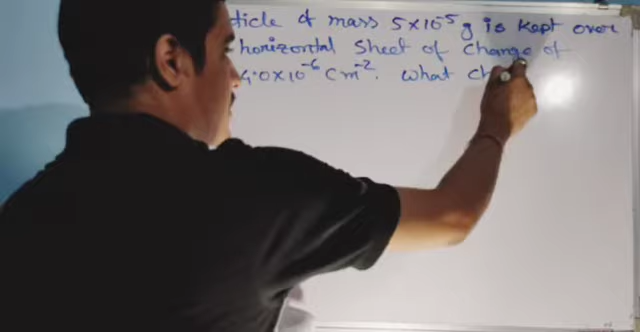 ticle of mass 5×10⁻⁵ g is kept over
horizontal sheet of change of
4.0×10⁻⁶ Cm⁻². What ch